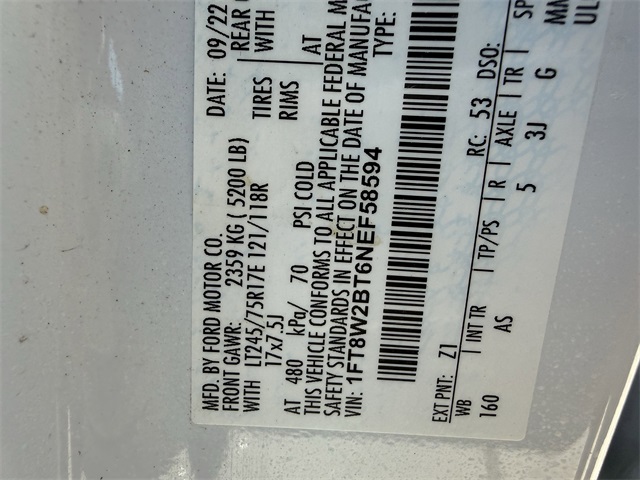 MFD. BY FORD MOTOR CO. DATE: 09/22
FRONT GAWR: 2359 KG ( 5200 LB) REAR
WITH LT245/75R17E 121/118R TIRES WITH
17x7.5J RIMS
AT 480 kPa/ 70 PSI COLD AT
THIS VEHICLE CONFORMS TO ALL APPLICABLE FEDERAL M
SAFETY STANDARDS IN EFFECT ON THE DATE OF MANUFA
VIN: 1FT8W2BT6NEF58594 TYPE:
EXT PNT: Z1 RC: 53 DSO:
WB | INT TR | TP/PS | R | AXLE | TR | SP
160 AS 5 3J G
UL